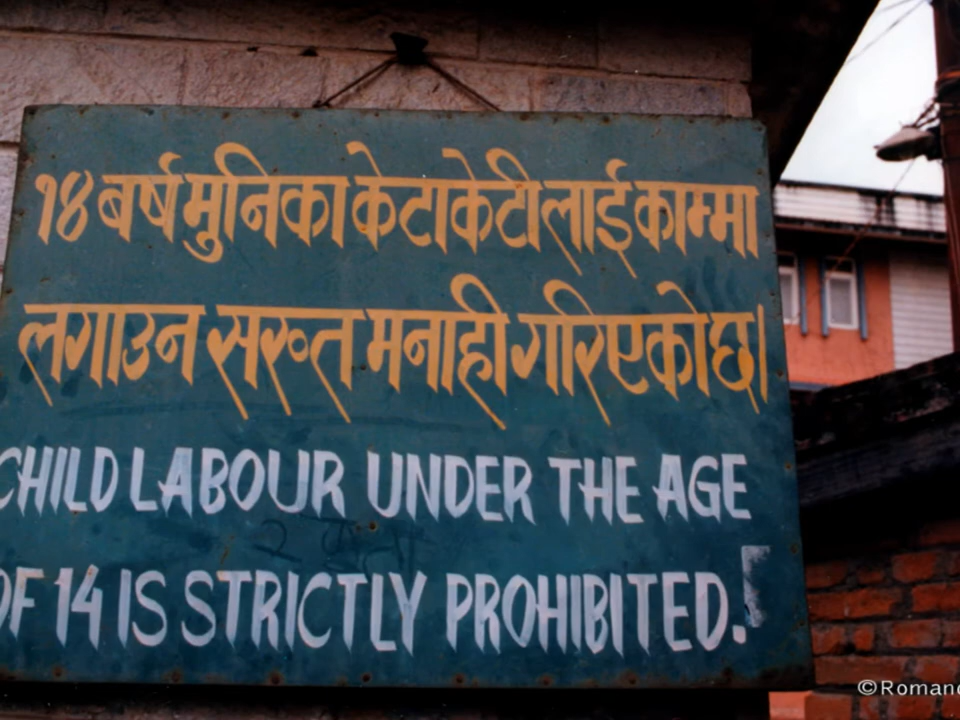 १४ बर्ष मुनिका केटाकेटीलाई काममा
लगाउन सख्त मनाही गरिएको छ।
CHILD LABOUR UNDER THE AGE
OF 14 IS STRICTLY PROHIBITED.
©Romano